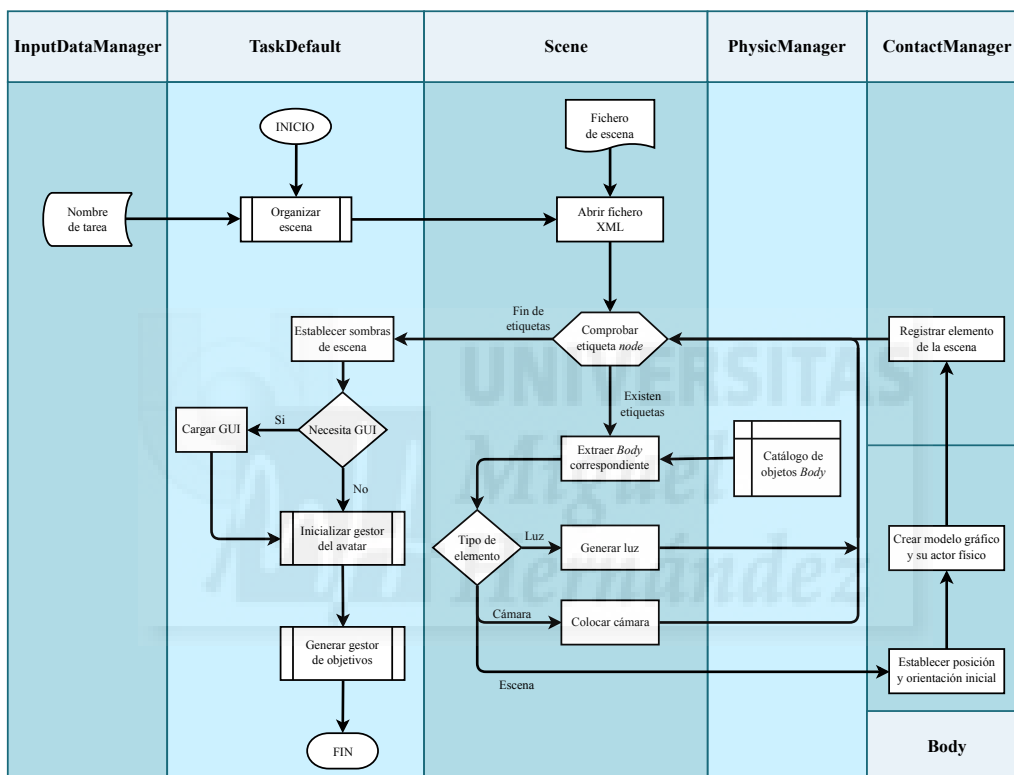 InputDataManager
TaskDefault
Scene
PhysicManager
ContactManager
INICIO
Fichero
de escena
Nombre
de tarea
Organizar
escena
Abrir fichero
XML
Fin de
etiquetas
Establecer sombras
de escena
Comprobar
etiqueta node
Registrar elemento
de la escena
UNIVERSITAS
Existen
etiquetas
Si
Cargar GUI
Necesita GUI
Extraer Body
correspondiente
Catálogo de
objetos Body
Miguel
No
Inicializar gestor
del avatar
Tipo de
elemento
Luz
Generar luz
Crear modelo gráfico
y su actor físico
Hernández
Cámara
Colocar cámara
Generar gestor
de objetivos
Escena
Establecer posición
y orientación inicial
FIN
Body